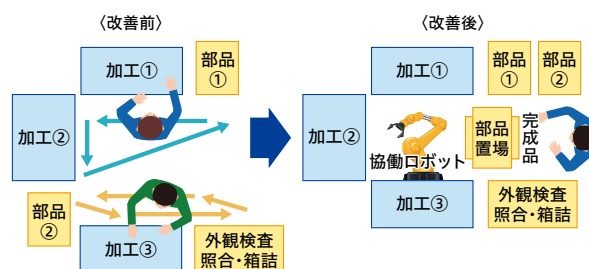 〈改善前〉
加工①
部品
①
加工②
部品
②
加工③
外観検査
照合・箱詰
〈改善後〉
加工①
部品
①
部品
②
加工②
協働ロボット
部品
置場
完成品
加工③
外観検査
照合・箱詰